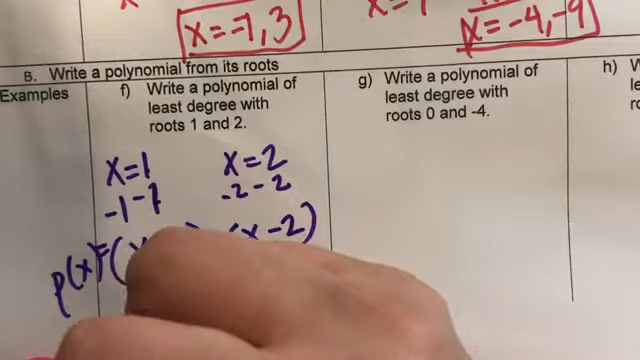 x=-7,3
x=-4,-9
B. Write a polynomial from its roots
Examples
f) Write a polynomial of
least degree with
roots 1 and 2.
x=1 x=2
-1 -1 -2 -2
p(x)=(x (x-2)
g) Write a polynomial of
least degree with
roots 0 and -4.
h)